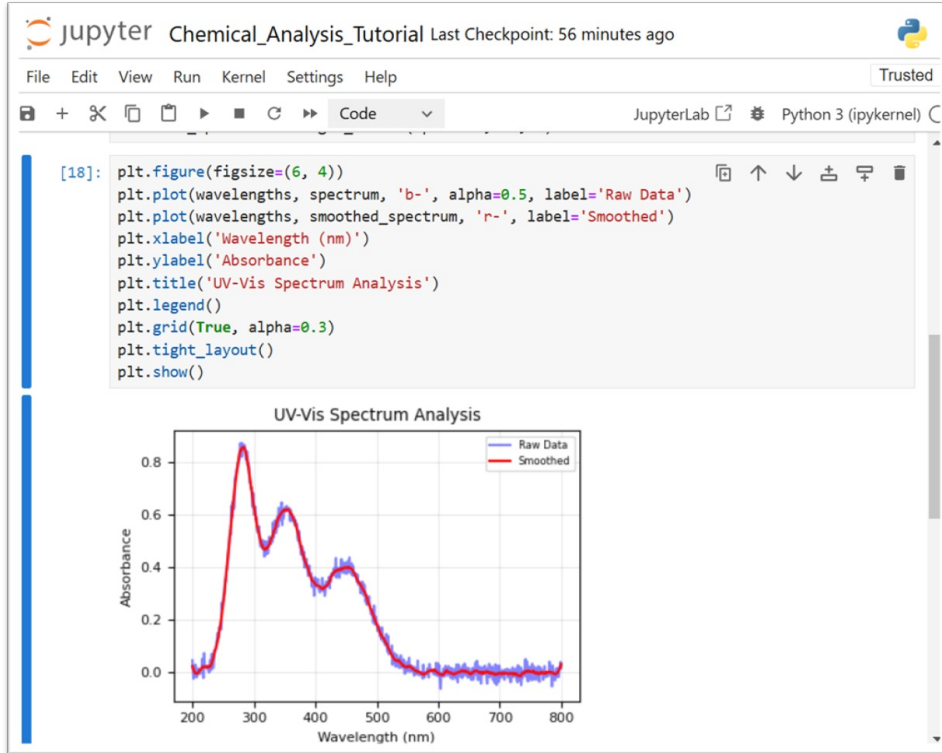 jupyter Chemical_Analysis_Tutorial Last Checkpoint: 56 minutes ago
File Edit View Run Kernel Settings Help Trusted
Code JupyterLab Python 3 (ipykernel)
[18]: plt.figure(figsize=(6, 4))
plt.plot(wavelengths, spectrum, 'b-', alpha=0.5, label='Raw Data')
plt.plot(wavelengths, smoothed_spectrum, 'r-', label='Smoothed')
plt.xlabel('Wavelength (nm)')
plt.ylabel('Absorbance')
plt.title('UV-Vis Spectrum Analysis')
plt.legend()
plt.grid(True, alpha=0.3)
plt.tight_layout()
plt.show()
UV-Vis Spectrum Analysis
Raw Data
Smoothed
Absorbance
0.8
0.6
0.4
0.2
0.0
200 300 400 500 600 700 800
Wavelength (nm)